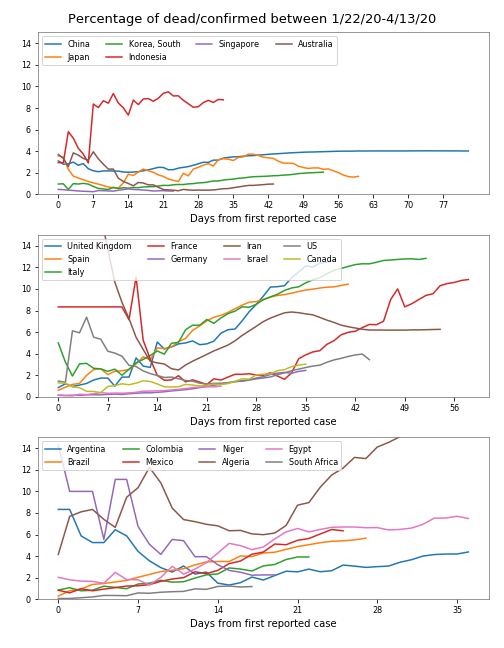 Percentage of dead/confirmed between 1/22/20-4/13/20
14
12
10
8
6
4
2
0
China Korea, South Singapore Australia
Japan Indonesia
0 7 14 21 28 35 42 49 56 63 70 77
Days from first reported case
14
12
10
8
6
4
2
0
United Kingdom France Iran US
Spain Germany Israel Canada
Italy
0 7 14 21 28 35 42 49 56
Days from first reported case
14
12
10
8
6
4
2
0
Argentina Colombia Niger Egypt
Brazil Mexico Algeria South Africa
0 7 14 21 28 35
Days from first reported case